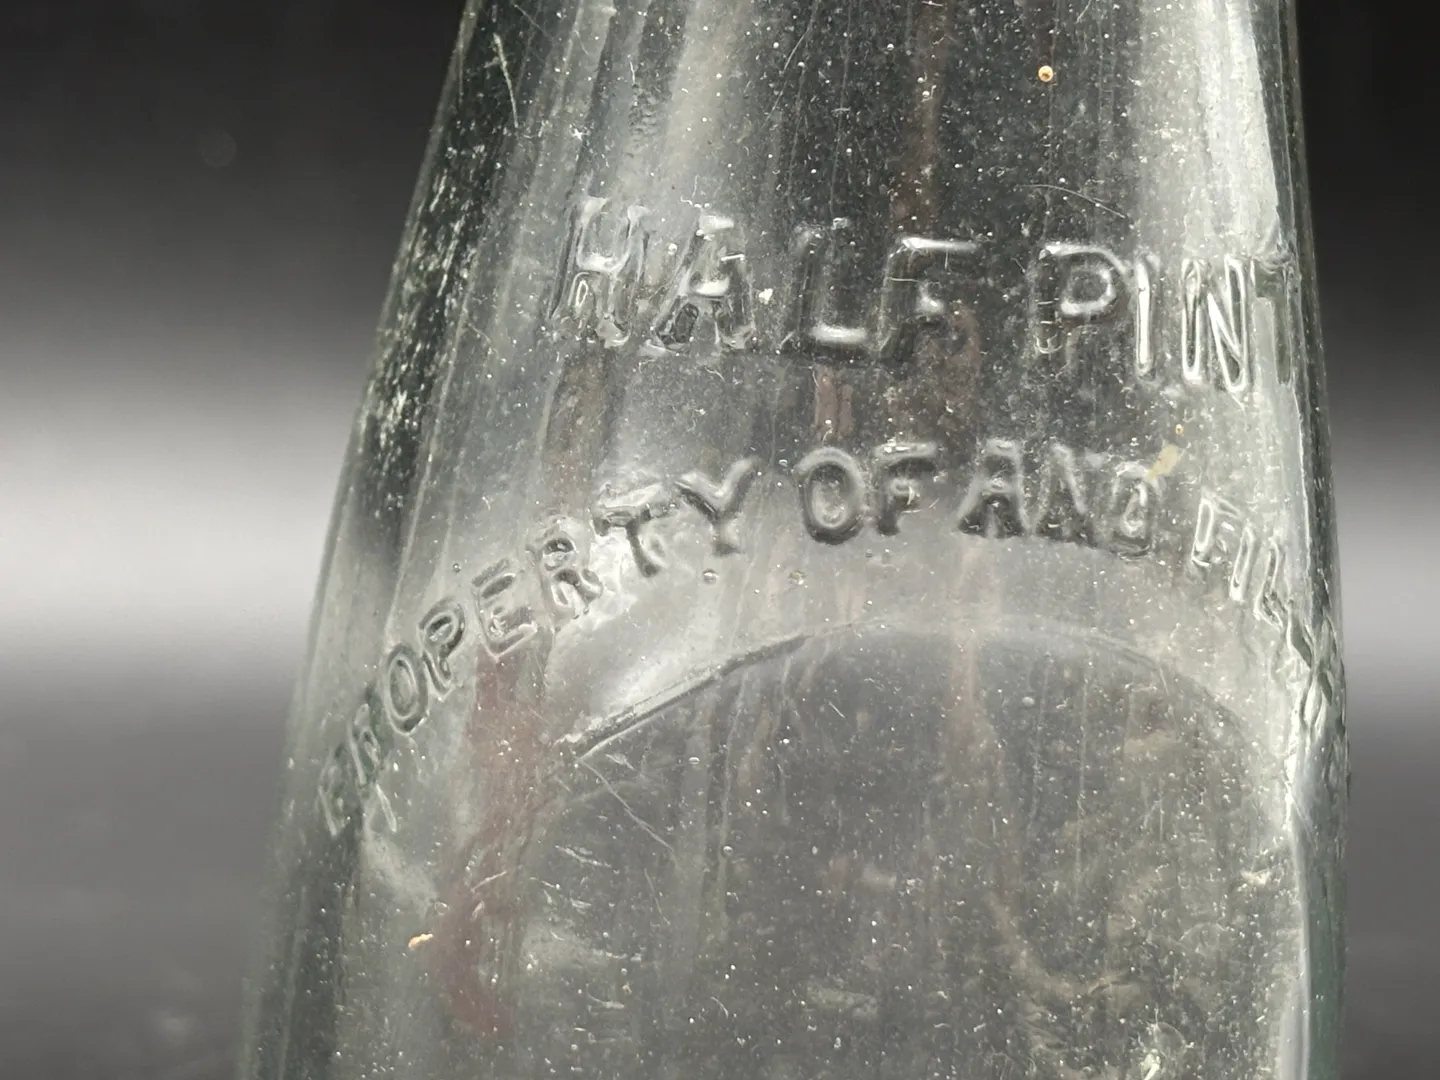 HALF PINT
PROPERTY OF AND